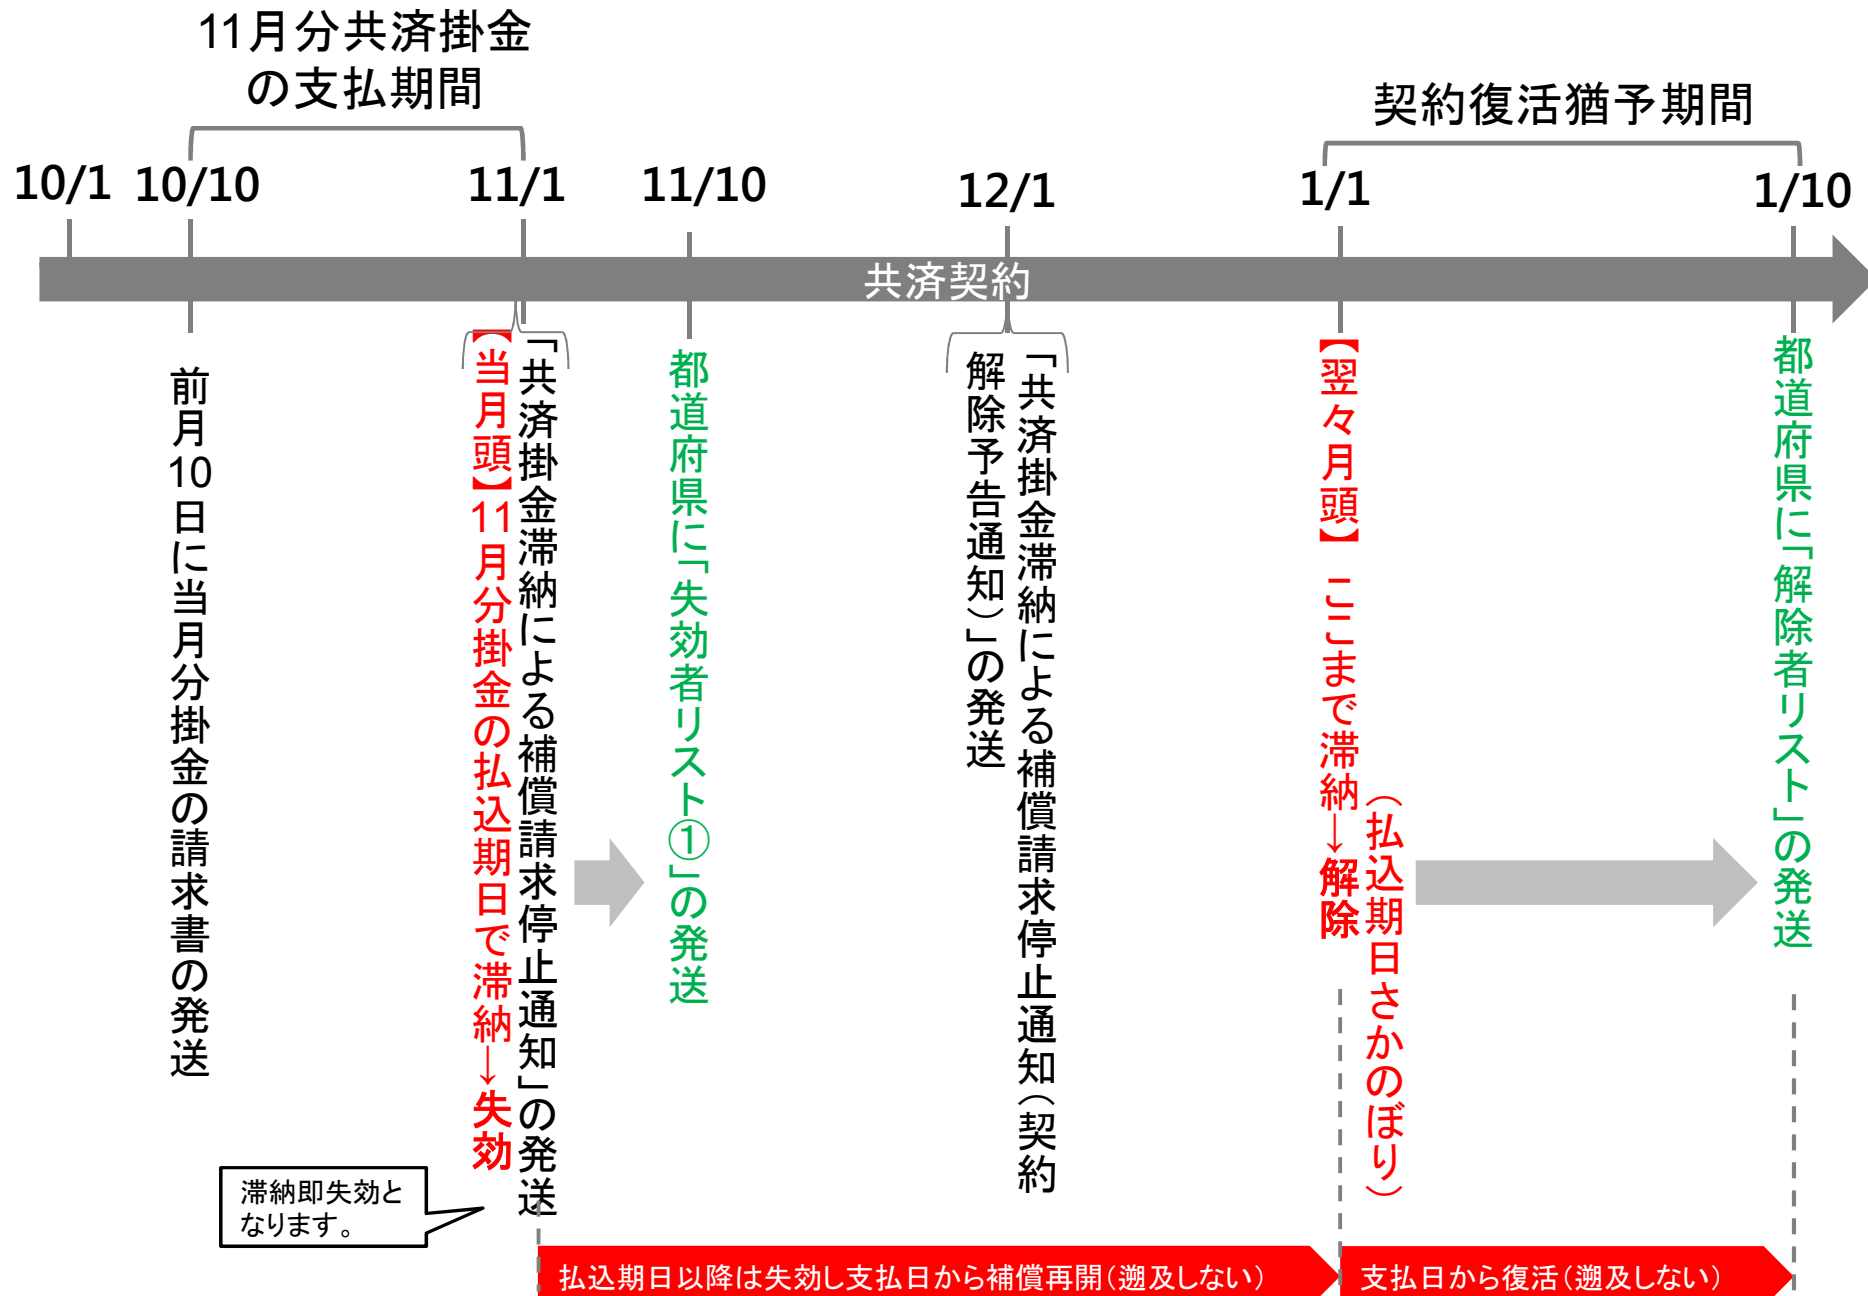 11月分共済掛金
の支払期間
契約復活猶予期間
10/1
10/10
11/1
11/10
12/1
1/1
1/10
共済契約
前月10日に当月分掛金の請求書の発送
「共済掛金滞納による補償請求停止通知」の発送
【当月頭】11月分掛金の払込期日で滞納→失効
都道府県に「失効者リスト①」の発送
「共済掛金滞納による補償請求停止通知(契約
解除予告通知)」の発送
【翌々月頭】 ここまで滞納→解除
(払込期日さかのぼり)
都道府県に「解除者リスト」の発送
滞納即失効と
なります。
払込期日以降は失効し支払日から補償再開(遡及しない)
支払日から復活(遡及しない)